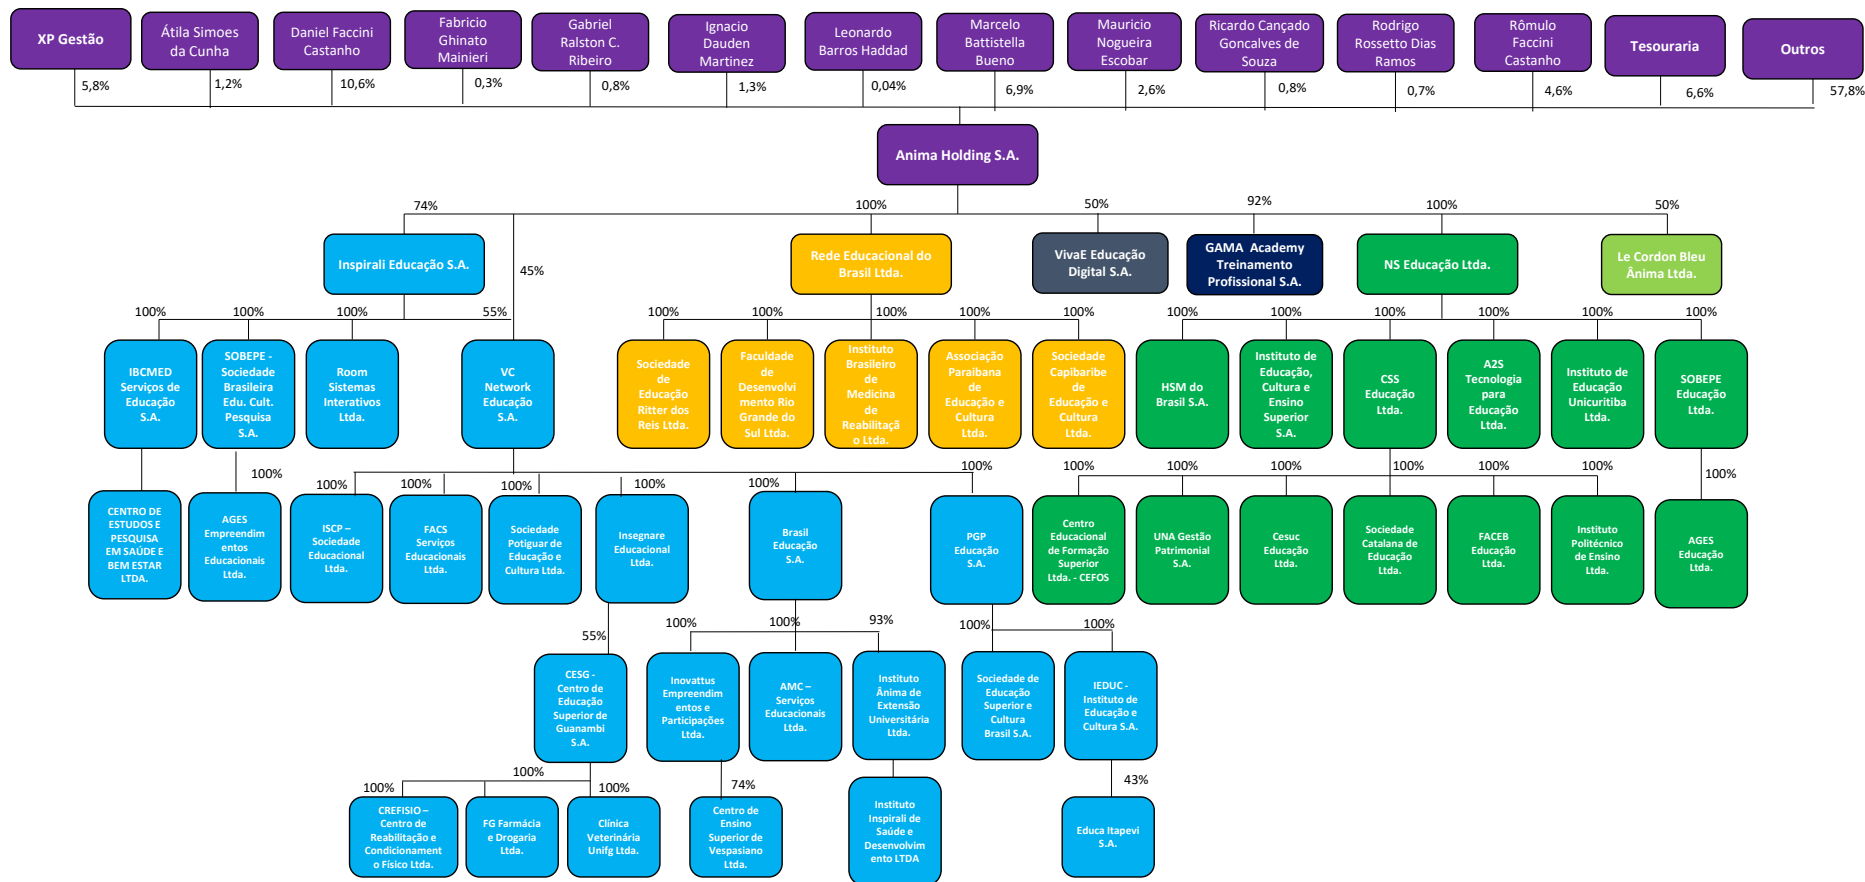 XP Gestão
Átila Simoes
da Cunha
Daniel Faccini
Castanho
Fabricio
Ghinato
Mainieri
Gabriel
Ralston C.
Ribeiro
Ignacio
Dauden
Martinez
Leonardo
Barros Haddad
Marcelo
Battistella
Bueno
Mauricio
Nogueira
Escobar
Ricardo Cançado
Goncalves de
Souza
Rodrigo
Rossetto Dias
Ramos
Rômulo
Faccini
Castanho
Tesouraria
Outros
5,8%
1,2%
10,6%
0,3%
0,8%
1,3%
0,04%
6,9%
2,6%
0,8%
0,7%
4,6%
6,6%
57,8%
Anima Holding S.A.
74%
100%
50%
92%
100%
50%
Inspirali Educação S.A.
45%
Rede Educacional do
Brasil Ltda.
VivaE Educação
Digital S.A.
GAMA Academy
Treinamento
Profissional S.A.
NS Educação Ltda.
Le Cordon Bleu
Ânima Ltda.
100%
100%
100%
55%
100%
100%
100%
100%
100%
100%
100%
100%
100%
100%
100%
IBCMED
Serviços de
Educação
S.A.
SOBEPE -
Sociedade
Brasileira
Edu. Cult.
Pesquisa
S.A.
Room
Sistemas
Interativos
Ltda.
VC
Network
Educação
S.A.
Sociedade
de
Educação
Ritter dos
Reis Ltda.
Faculdade
de
Desenvolvi
mento Rio
Grande do
Sul Ltda.
Instituto
Brasileiro
de
Medicina
de
Reabilitaçã
o Ltda.
Associação
Paraibana
de
Educação e
Cultura
Ltda.
Sociedade
Capibaribe
de
Educação e
Cultura
Ltda.
HSM do
Brasil S.A.
Instituto de
Educação,
Cultura e
Ensino
Superior
S.A.
CSS
Educação
Ltda.
A2S
Tecnologia
para
Educação
Ltda.
Instituto de
Educação
Unicuritiba
Ltda.
SOBEPE
Educação
Ltda.
100%
100%
100%
100%
100%
100%
100%
100%
100%
100%
100%
100%
100%
100%
CENTRO DE
ESTUDOS E
PESQUISA
EM SAÚDE E
BEM ESTAR
LTDA.
AGES
Empreendim
entos
Educacionais
Ltda.
ISCP –
Sociedade
Educacional
Ltda.
FACS
Serviços
Educacionais
Ltda.
Sociedade
Potiguar de
Educação e
Cultura Ltda.
Insegnare
Educacional
Ltda.
Brasil
Educação
S.A.
PGP
Educação
S.A.
Centro
Educacional
de Formação
Superior
Ltda. - CEFOS
UNA Gestão
Patrimonial
S.A.
Cesuc
Educação
Ltda.
Sociedade
Catalana de
Educação
Ltda.
FACEB
Educação
Ltda.
Instituto
Politécnico
de Ensino
Ltda.
AGES
Educação
Ltda.
55%
100%
100%
93%
100%
100%
CESG -
Centro de
Educação
Superior de
Guanambi
S.A.
Inovattus
Empreendim
entos e
Participações
Ltda.
AMC –
Serviços
Educacionais
Ltda.
Instituto
Ânima de
Extensão
Universitária
Ltda.
Sociedade de
Educação
Superior e
Cultura
Brasil S.A.
IEDUC -
Instituto de
Educação e
Cultura S.A.
100%
100%
100%
74%
43%
CREFISIO –
Centro de
Reabilitação e
Condicionament
o Físico Ltda.
FG Farmácia
e Drogaria
Ltda.
Clínica
Veterinária
Unifg Ltda.
Centro de
Ensino
Superior de
Vespasiano
Ltda.
Instituto
Inspirali de
Saúde e
Desenvolvim
ento LTDA
Educa Itapevi
S.A.